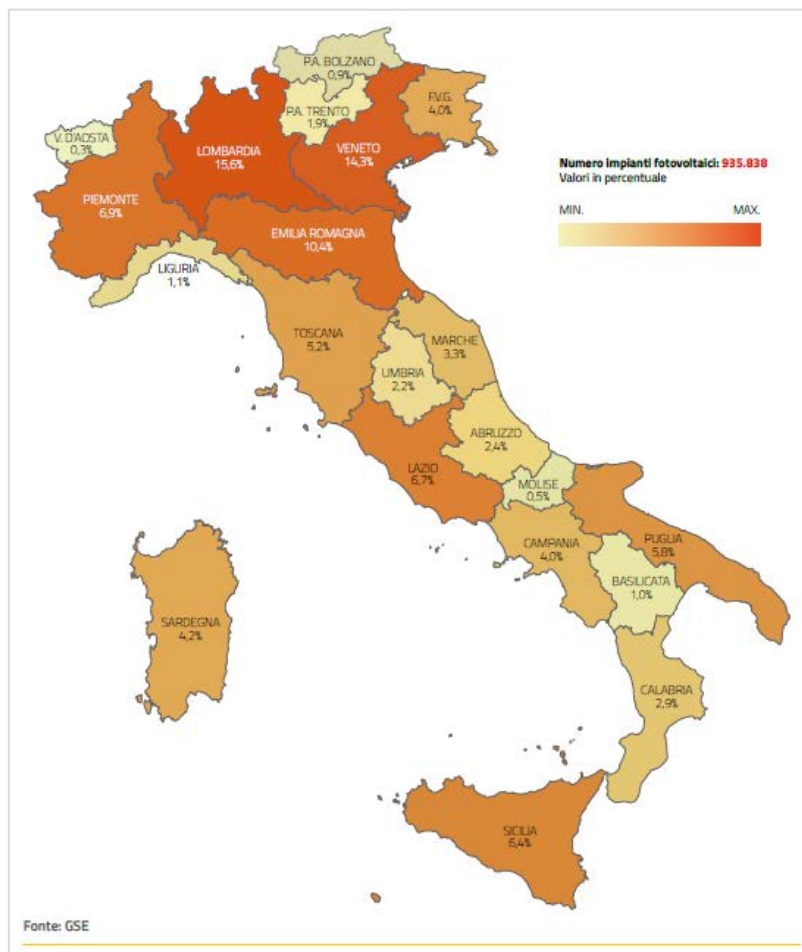 P.A. BOLZANO
0,9%
P.A. TRENTO
1,9%
F.V.G.
4,0%
V. D'AOSTA
0,3%
LOMBARDIA
15,6%
VENETO
14,3%
Numero impianti fotovoltaici: 935.838
Valori in percentuale
MIN. MAX.
PIEMONTE
6,9%
EMILIA ROMAGNA
10,4%
LIGURIA
1,1%
TOSCANA
5,2%
MARCHE
3,3%
UMBRIA
2,2%
ABRUZZO
2,4%
LAZIO
6,7%
MOLISE
0,5%
CAMPANIA
4,0%
PUGLIA
5,8%
BASILICATA
1,0%
SARDEGNA
4,2%
CALABRIA
2,9%
SICILIA
6,4%
Fonte: GSE